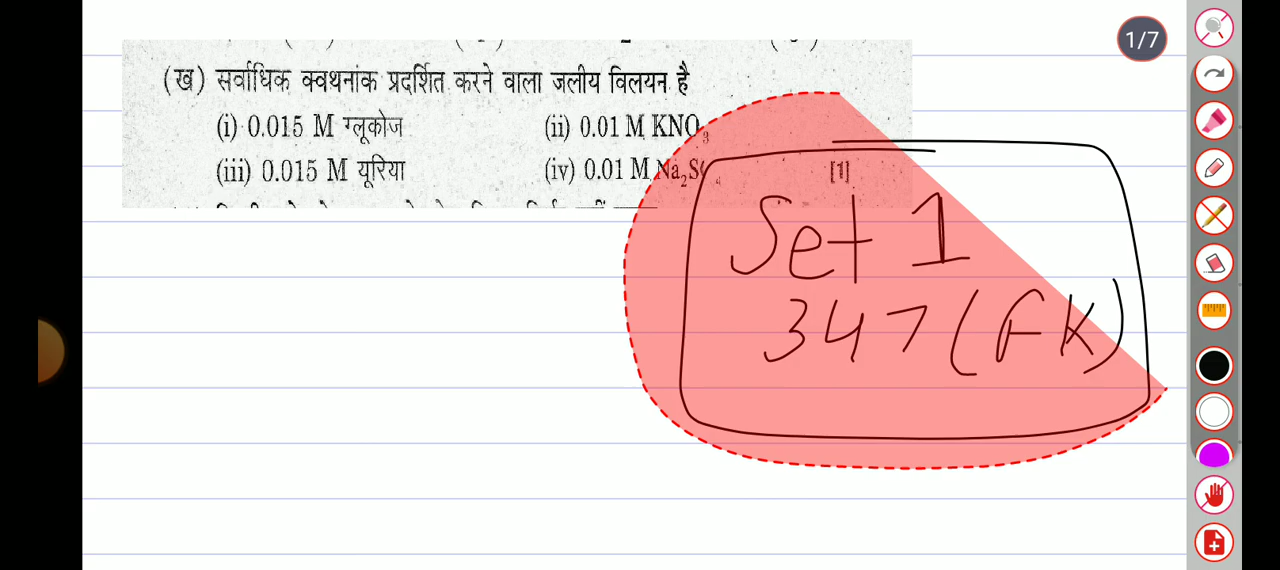 1/7
(ख) सर्वाधिक क्वथनांक प्रदर्शित करने वाला जलीय विलयन है
(i) 0.015 M ग्लूकोज (ii) 0.01 M KNO₃
(iii) 0.015 M यूरिया (iv) 0.01 M Na₂SO₄ [1]
Set 1
347 (FK)